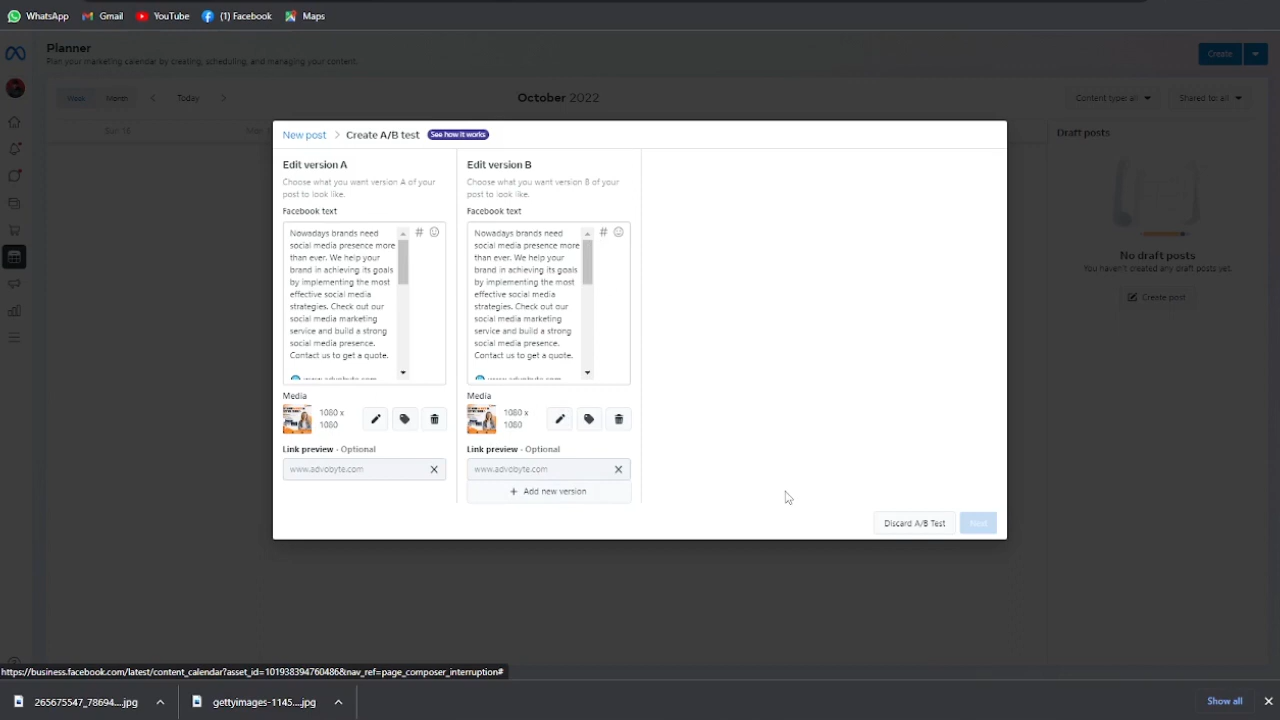 WhatsApp
Gmail
YouTube
(1) Facebook
Maps
Planner
Plan your marketing calendar by creating, scheduling, and managing your content.
Create
Week
Month
Today
October 2022
Content type: all
Shared to: all
Sun 16
Draft posts
New post > Create A/B test See how it works
Edit version A
Choose what you want version A of your
post to look like.
Facebook text
Nowadays brands need
social media presence more
than ever. We help your
brand in achieving its goals
by implementing the most
effective social media
strategies. Check out our
social media marketing
service and build a strong
social media presence.
Contact us to get a quote.
www.advobyte.com
Media
1080 x
1080
Link preview - Optional
www.advobyte.com
Edit version B
Choose what you want version B of your
post to look like.
Facebook text
Nowadays brands need
social media presence more
than ever. We help your
brand in achieving its goals
by implementing the most
effective social media
strategies. Check out our
social media marketing
service and build a strong
social media presence.
Contact us to get a quote.
www.advobyte.com
Media
1080 x
1080
Link preview - Optional
www.advobyte.com
+ Add new version
Discard A/B Test
Next
No draft posts
You haven't created any draft posts yet.
Create post
https://business.facebook.com/latest/content_calendar?asset_id=101938394760486&nav_ref=page_composer_interruption#
265675547_78694....jpg
gettyimages-1145....jpg
Show all